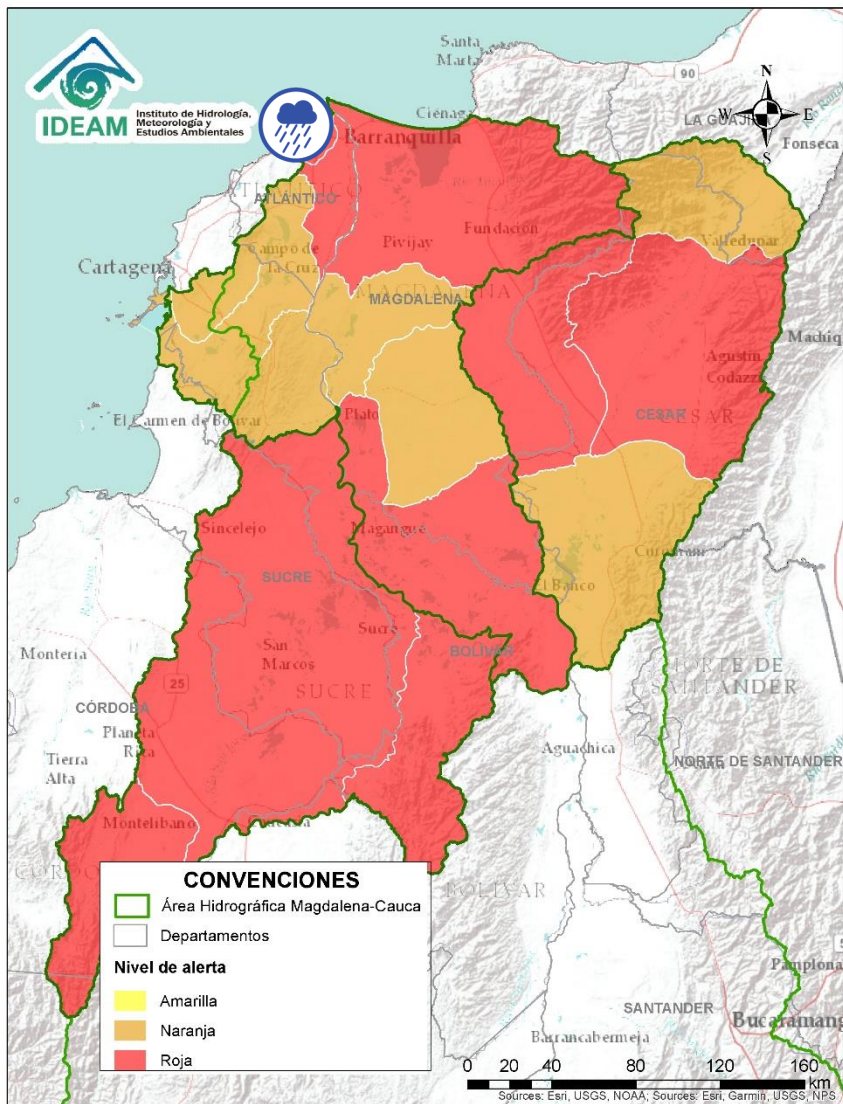 IDEAM
Instituto de Hidrología,
Meteorología y
Estudios Ambientales
Santa
Marta
90
N
W
E
S
LA GUAJIRA
Ciénaga
Fonseca
Barranquilla
ATLÁNTICO
Fundación
Valledupar
Pivijay
Campo de
la Cruz
Cartagena
MAGDALENA
Machiq
Agustín
Codazzi
El Carmen de Bolívar
Plato
CESAR
Sincelejo
Magangué
SUCRE
El Banco
Sucre
Monteria
San
Marcos
BOLÍVAR
SUCRE
25
NORTE DE
SANTANDER
CÓRDOBA
Planeta
Rica
Aguachica
Tierra
Alta
NORTE DE SANTANDER
Montelibano
BOLÍVAR
CONVENCIONES
Área Hidrográfica Magdalena-Cauca
Departamentos
Nivel de alerta
Amarilla
Naranja
Roja
Pamplona
SANTANDER
Bucaramang
Barrancabermeja
0 20 40 80 120 160
km
Sources: Esri, USGS, NOAA; Sources: Esri, Garmin, USGS, NPS